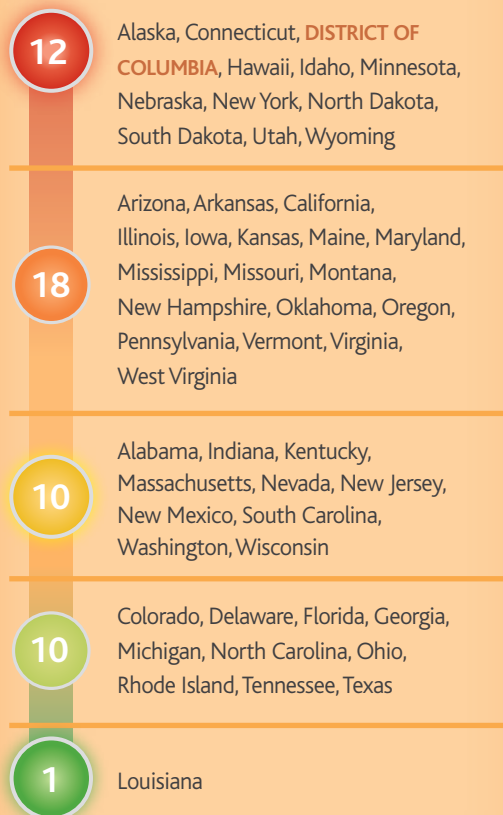 12
Alaska, Connecticut, DISTRICT OF
COLUMBIA, Hawaii, Idaho, Minnesota,
Nebraska, New York, North Dakota,
South Dakota, Utah, Wyoming
18
Arizona, Arkansas, California,
Illinois, Iowa, Kansas, Maine, Maryland,
Mississippi, Missouri, Montana,
New Hampshire, Oklahoma, Oregon,
Pennsylvania, Vermont, Virginia,
West Virginia
10
Alabama, Indiana, Kentucky,
Massachusetts, Nevada, New Jersey,
New Mexico, South Carolina,
Washington, Wisconsin
10
Colorado, Delaware, Florida, Georgia,
Michigan, North Carolina, Ohio,
Rhode Island, Tennessee, Texas
1
Louisiana